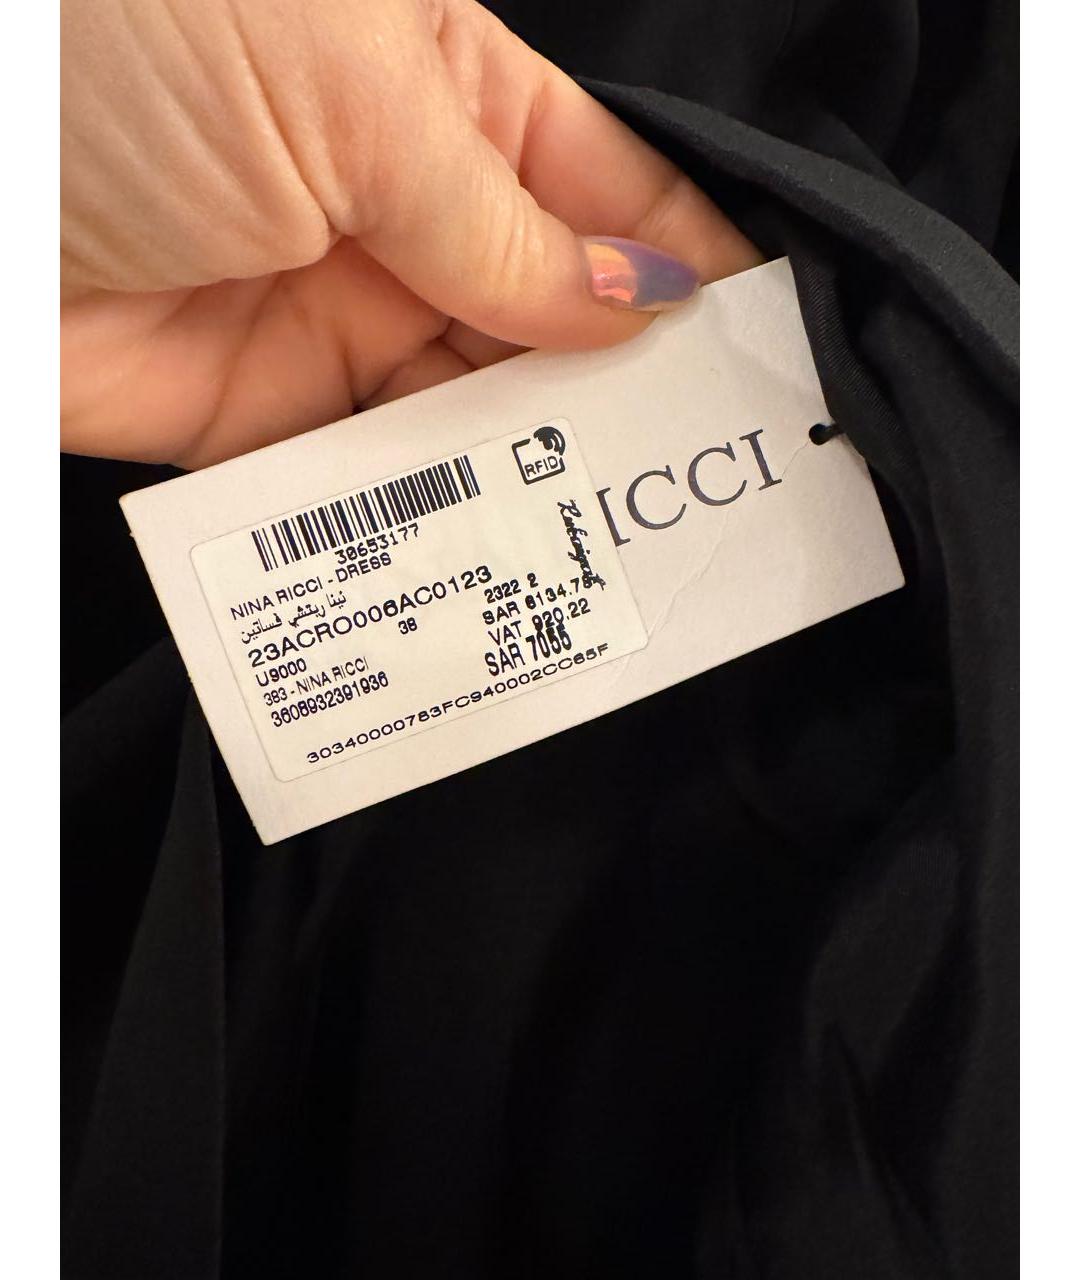 RICCI
RFID
30653177
NINA RICCI - DRESS
نينا ريتشي فساتين
23ACRO006AC0123
38
2322 2
U9000
SAR 6134.78
383 - NINA RICCI
VAT 920.22
3608932391936
SAR 7055
30340000783FC940002CC65F